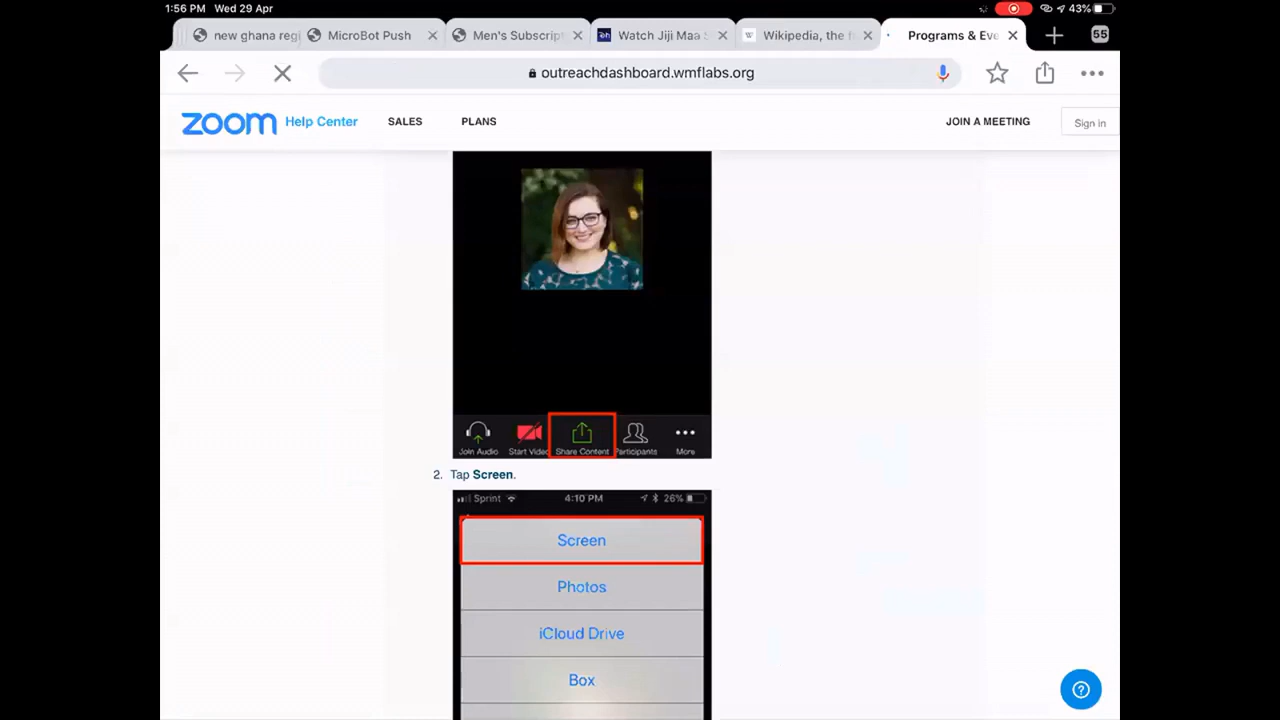 1:56 PM Wed 29 Apr 43%
new ghana regi MicroBot Push Men's Subscript Watch Jiji Maa S Wikipedia, the f Programs & Eve 55
outreachdashboard.wmflabs.org
zoom Help Center SALES PLANS JOIN A MEETING Sign in
Join Audio Start Video Share Content Participants More
2. Tap Screen.
Sprint 4:10 PM 26%
Screen
Photos
iCloud Drive
Box